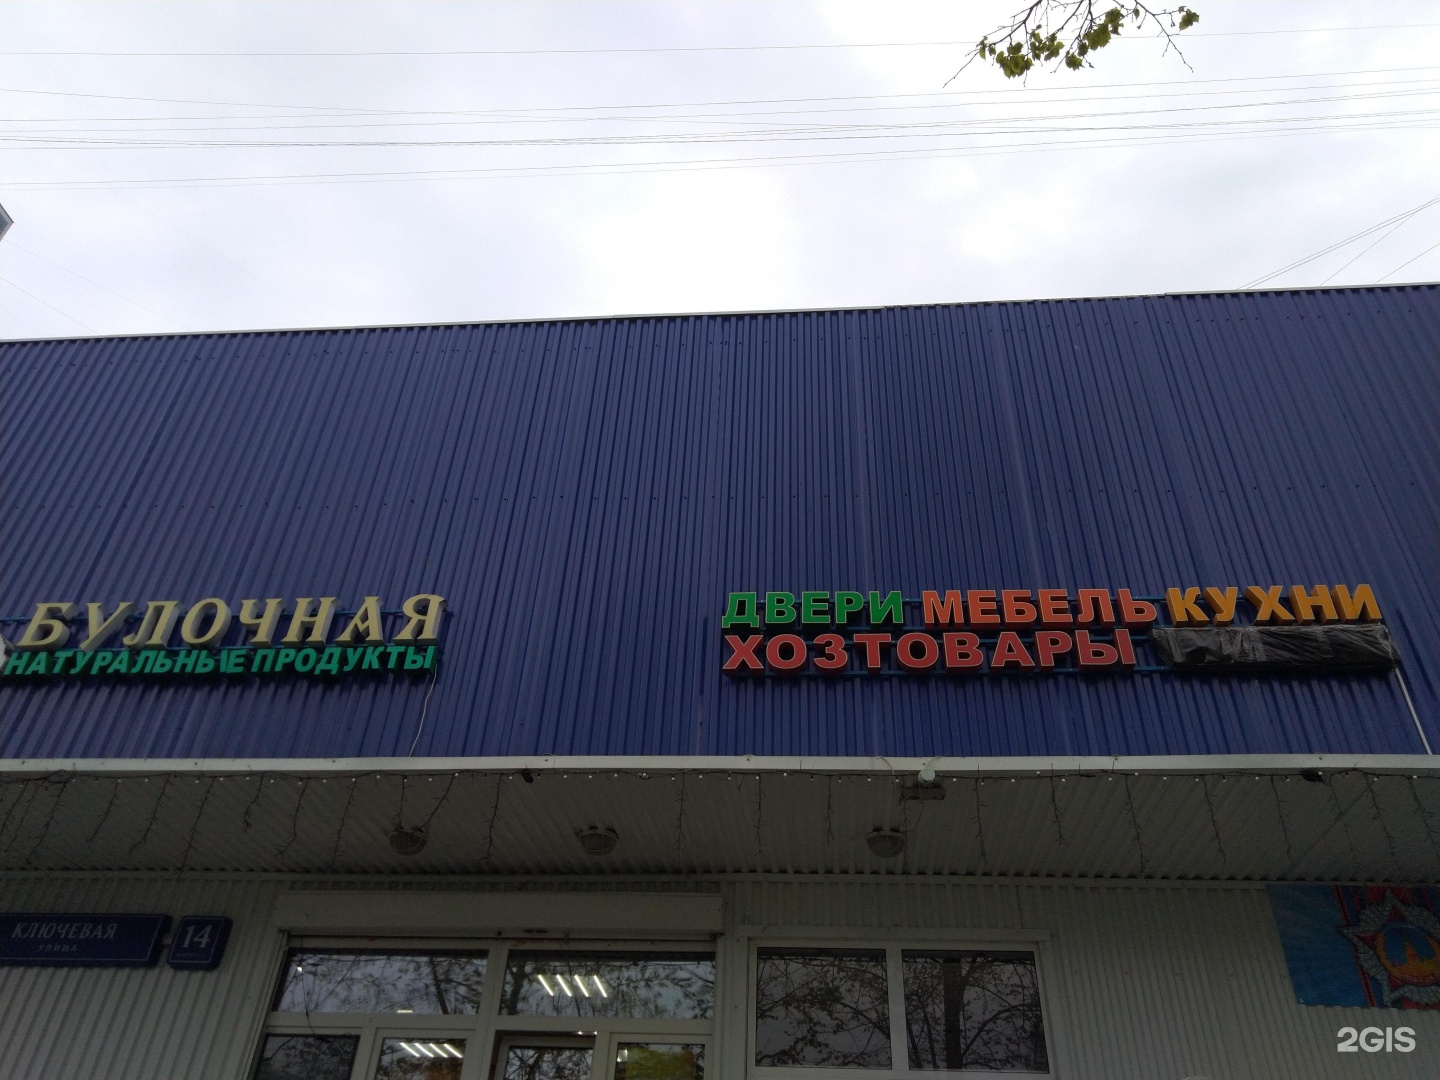 БУЛОЧНАЯ
НАТУРАЛЬНЫЕ ПРОДУКТЫ
ДВЕРИ МЕБЕЛЬ КУХНИ
ХОЗТОВАРЫ
КЛЮЧЕВАЯ
УЛИЦА
14
2GIS